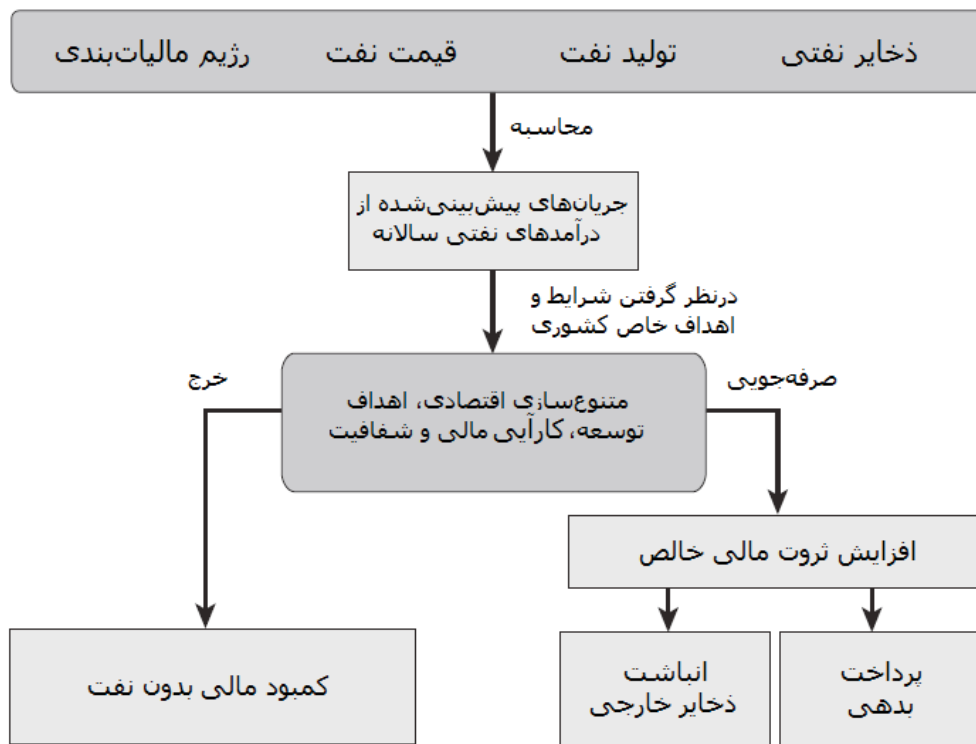 ذخایر نفتی تولید نفت قیمت نفت رژیم مالیات‌بندی
محاسبه
جریان‌های پیش‌بینی‌شده از
درآمدهای نفتی سالانه
درنظر گرفتن شرایط و
اهداف خاص کشوری
صرفه‌جویی
خرج
متنوع‌سازی اقتصادی، اهداف
توسعه، کارآیی مالی و شفافیت
افزایش ثروت مالی خالص
پرداخت
بدهی
انباشت
ذخایر خارجی
کمبود مالی بدون نفت